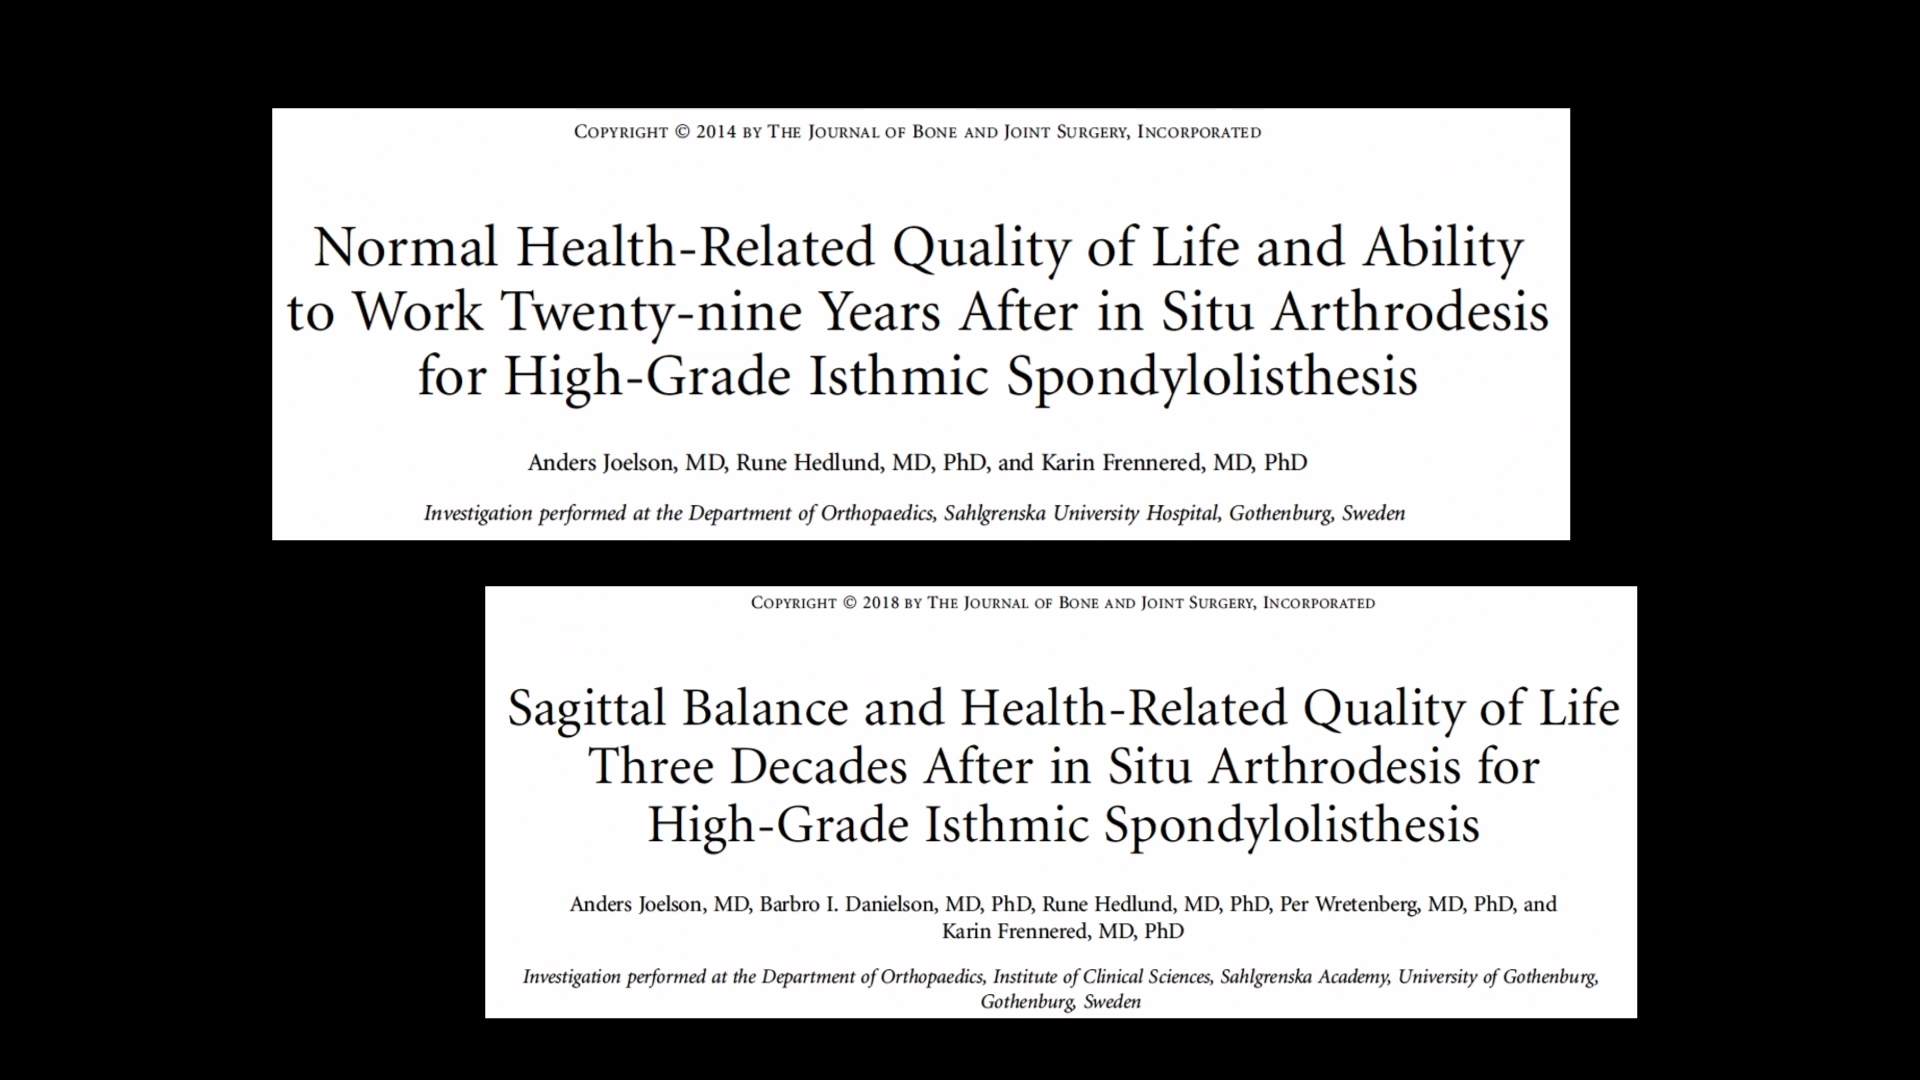 COPYRIGHT © 2014 BY THE JOURNAL OF BONE AND JOINT SURGERY, INCORPORATED
Normal Health-Related Quality of Life and Ability
to Work Twenty-nine Years After in Situ Arthrodesis
for High-Grade Isthmic Spondylolisthesis
Anders Joelson, MD, Rune Hedlund, MD, PhD, and Karin Frennered, MD, PhD
Investigation performed at the Department of Orthopaedics, Sahlgrenska University Hospital, Gothenburg, Sweden
COPYRIGHT © 2018 BY THE JOURNAL OF BONE AND JOINT SURGERY, INCORPORATED
Sagittal Balance and Health-Related Quality of Life
Three Decades After in Situ Arthrodesis for
High-Grade Isthmic Spondylolisthesis
Anders Joelson, MD, Barbro I. Danielson, MD, PhD, Rune Hedlund, MD, PhD, Per Wretenberg, MD, PhD, and
Karin Frennered, MD, PhD
Investigation performed at the Department of Orthopaedics, Institute of Clinical Sciences, Sahlgrenska Academy, University of Gothenburg,
Gothenburg, Sweden